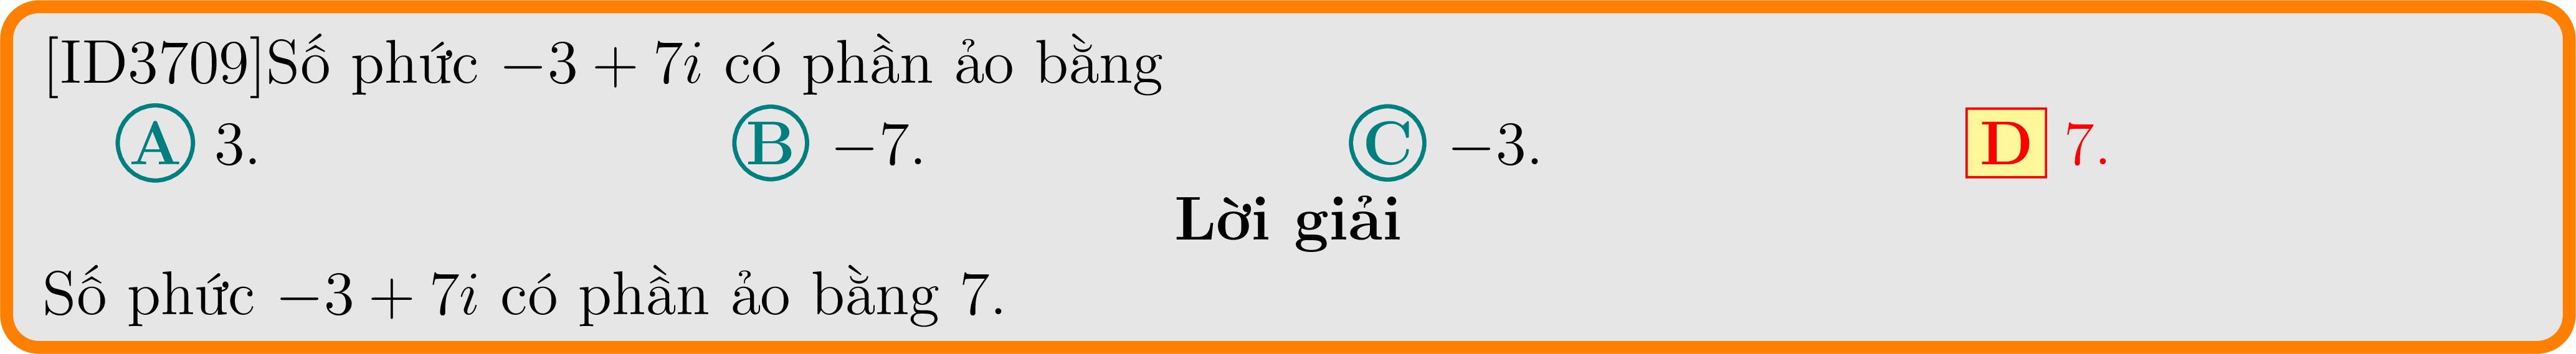 [ID3709]Số phức −3 + 7i có phần ảo bằng
A 3. B −7. C −3. D 7.
Lời giải
Số phức −3 + 7i có phần ảo bằng 7.